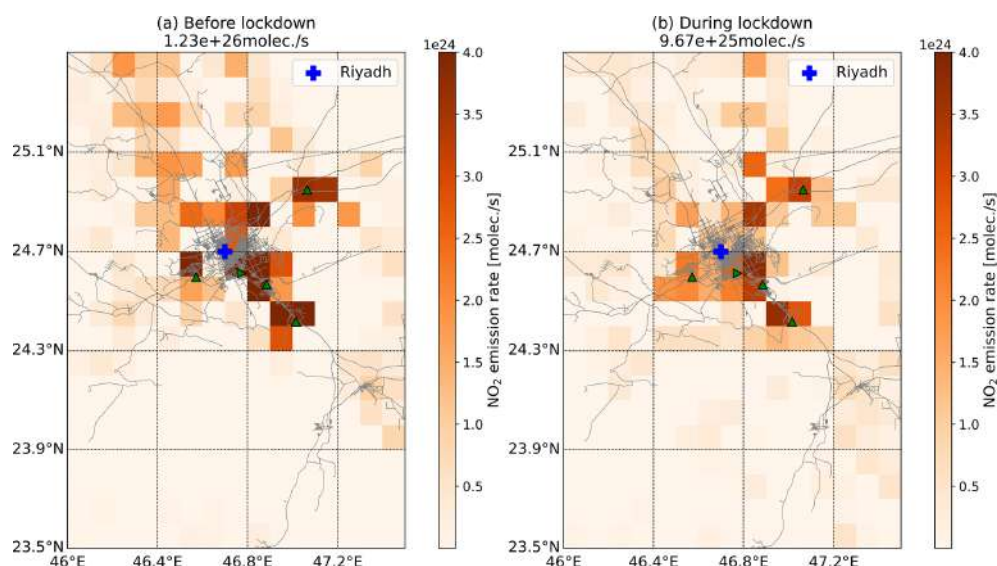 (a) Before lockdown
1.23e+26molec./s
(b) During lockdown
9.67e+25molec./s
1e24
Riyadh
25.1°N
24.7°N
24.3°N
23.9°N
23.5°N
46°E
46.4°E
46.8°E
47.2°E
4.0
3.5
3.0
2.5
2.0
1.5
1.0
0.5
NO₂ emission rate [molec./s]
1e24
Riyadh
25.1°N
24.7°N
24.3°N
23.9°N
23.5°N
46°E
46.4°E
46.8°E
47.2°E
4.0
3.5
3.0
2.5
2.0
1.5
1.0
0.5
NO₂ emission rate [molec./s]